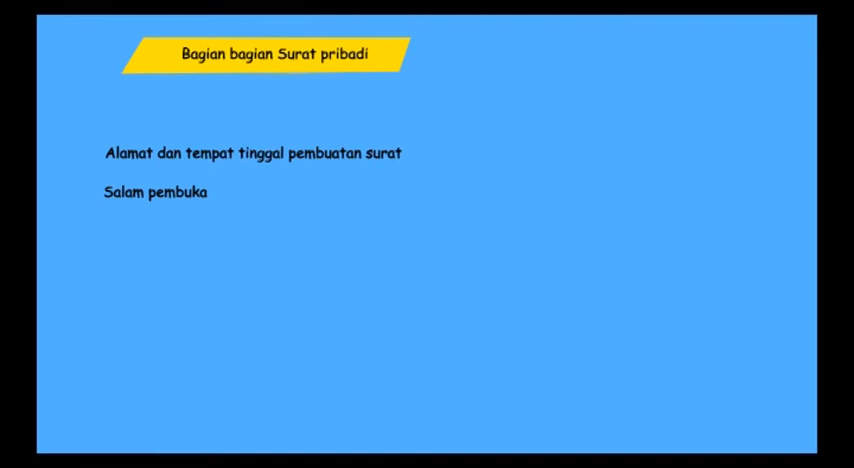 Bagian bagian Surat pribadi
Alamat dan tempat tinggal pembuatan surat
Salam pembuka